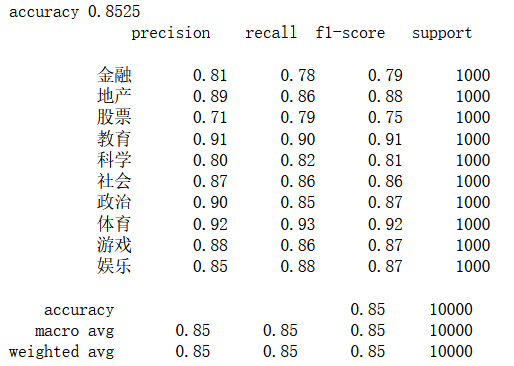 accuracy 0.8525
precision recall f1-score support
金融 0.81 0.78 0.79 1000
地产 0.89 0.86 0.88 1000
股票 0.71 0.79 0.75 1000
教育 0.91 0.90 0.91 1000
科学 0.80 0.82 0.81 1000
社会 0.87 0.86 0.86 1000
政治 0.90 0.85 0.87 1000
体育 0.92 0.93 0.92 1000
游戏 0.88 0.86 0.87 1000
娱乐 0.85 0.88 0.87 1000
accuracy 0.85 10000
macro avg 0.85 0.85 0.85 10000
weighted avg 0.85 0.85 0.85 10000